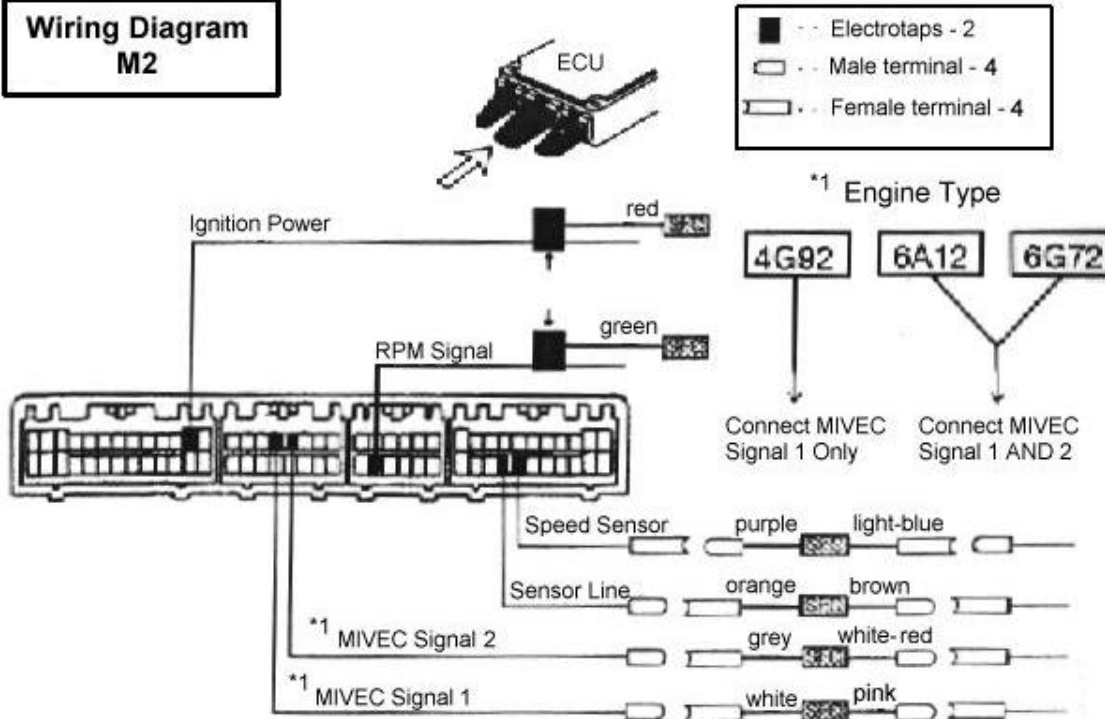 Wiring Diagram
M2
ECU
Electrotaps - 2
Male terminal - 4
Female terminal - 4
*1 Engine Type
4G92
6A12
6G72
Connect MIVEC
Signal 1 Only
Connect MIVEC
Signal 1 AND 2
Ignition Power
red
RPM Signal
green
Speed Sensor
purple
light-blue
Sensor Line
orange
brown
*1 MIVEC Signal 2
grey
white-red
*1 MIVEC Signal 1
white
pink